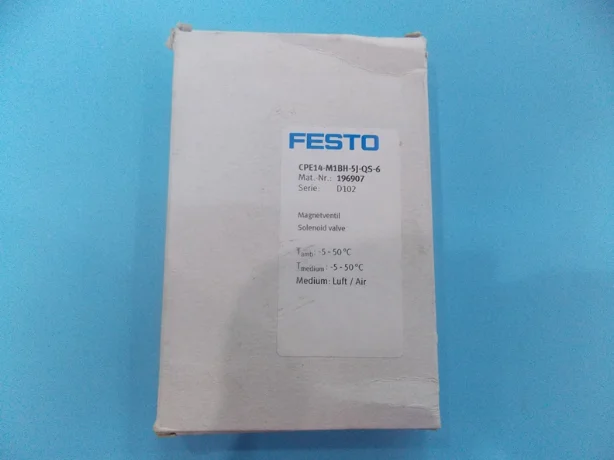 FESTO
CPE14-M1BH-5J-QS-6
Mat.-Nr.: 196907
Serie: D102
Magnetventil
Solenoid valve
Tamb.: -5 - 50 °C
Tmedium: -5 - 50 °C
Medium: Luft / Air